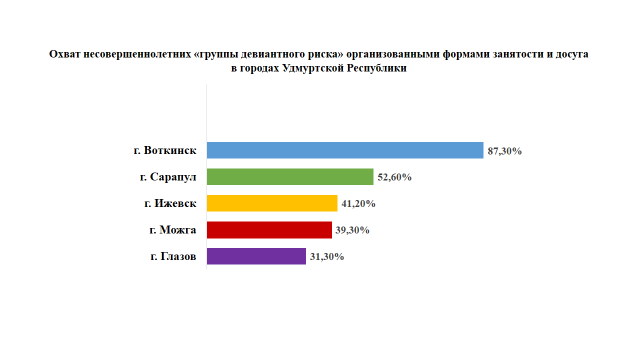 Охват несовершеннолетних «группы девиантного риска» организованными формами занятости и досуга
в городах Удмуртской Республики
г. Воткинск 87,30%
г. Сарапул 52,60%
г. Ижевск 41,20%
г. Можга 39,30%
г. Глазов 31,30%